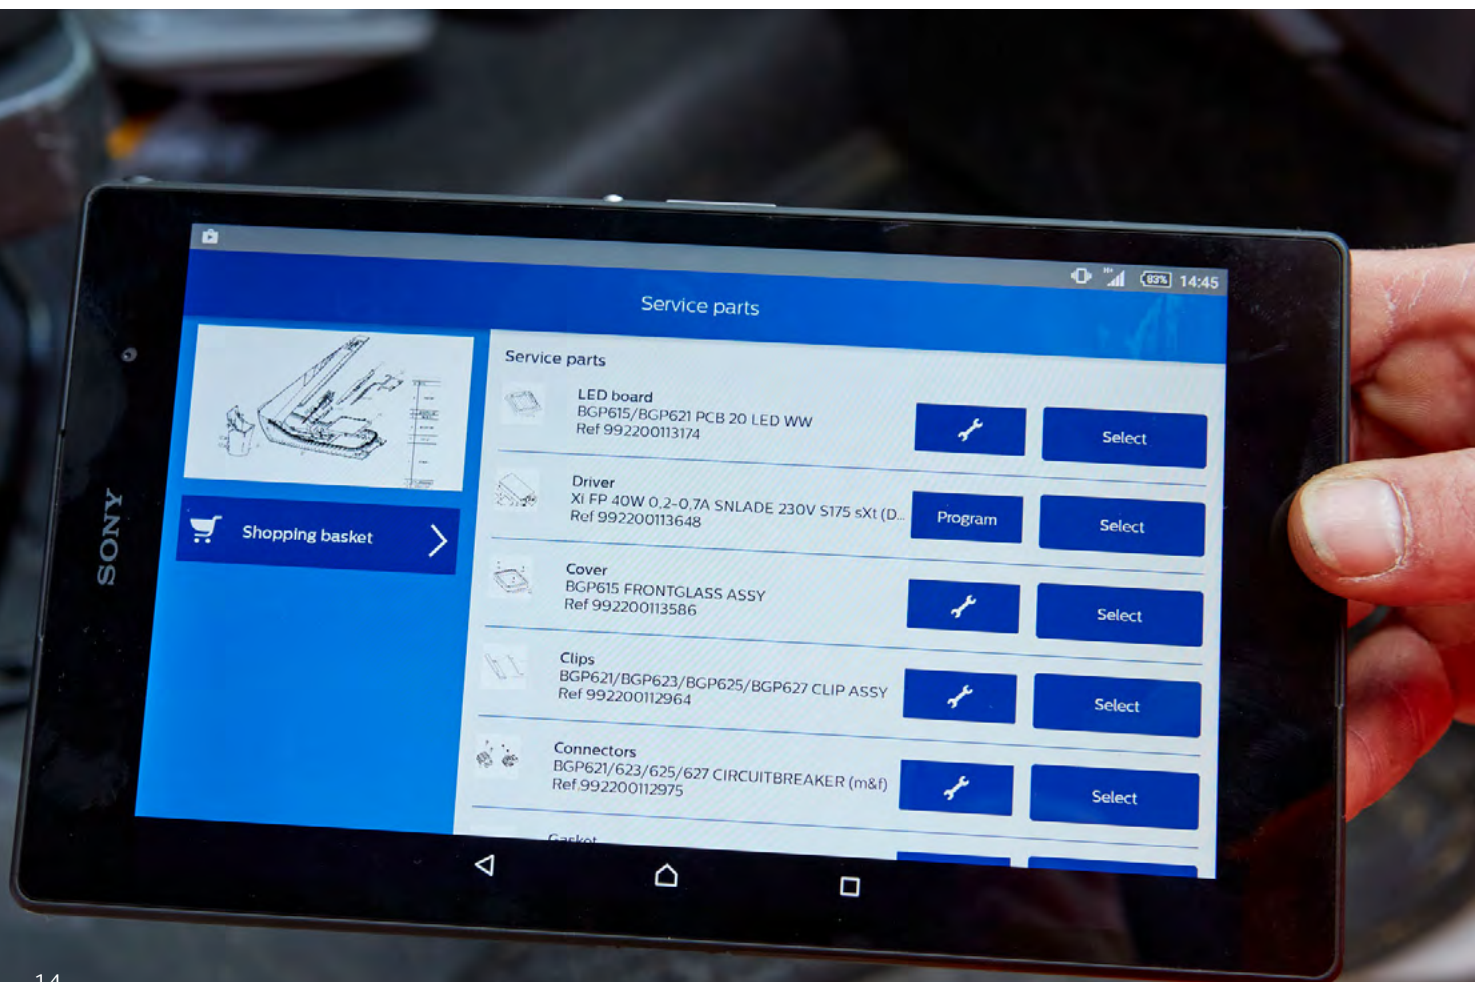 SONY
H+
83%
14:45
Service parts
Shopping basket
Service parts
LED board
BGP615/BGP621 PCB 20 LED WW
Ref 992200113174
Select
Driver
Xi FP 40W 0,2-0,7A SNLADE 230V S175 sXt (D...
Ref 992200113648
Program
Select
Cover
BGP615 FRONTGLASS ASSY
Ref 992200113586
Select
Clips
BGP621/BGP623/BGP625/BGP627 CLIP ASSY
Ref 992200112964
Select
Connectors
BGP621/623/625/627 CIRCUITBREAKER (m&f)
Ref 992200112975
Select
Gasket
14